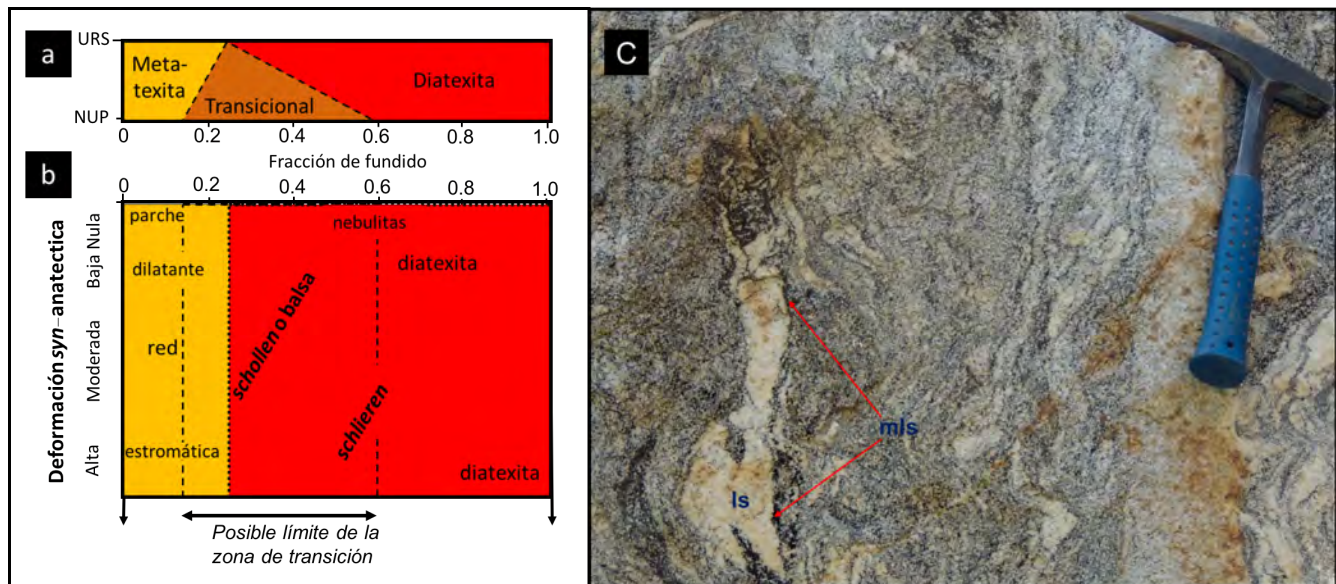 a
URS
NUP
Meta-
texita
Transicional
Diatexita
0 0.2 0.4 0.6 0.8 1.0
Fracción de fundido
b
0 0.2 0.4 0.6 0.8 1.0
Deformación syn-anatectica
Baja Nula
Moderada
Alta
parche
nebulitas
dilatante
diatexita
red
schollen o balsa
schlieren
estromática
diatexita
Posible límite de la
zona de transición
C
mls
ls